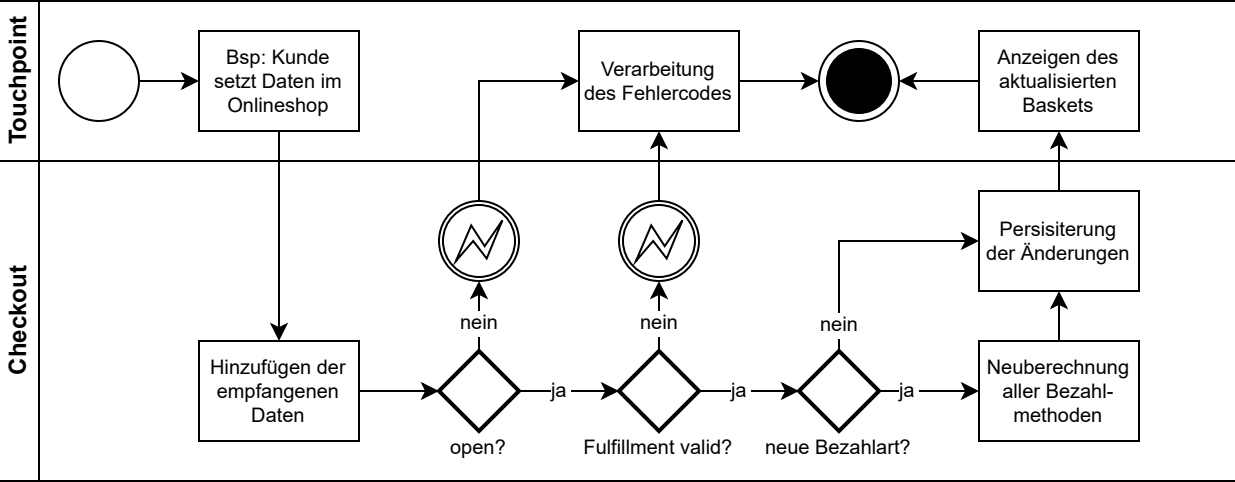 Touchpoint
Bsp: Kunde
setzt Daten im
Onlineshop
Verarbeitung
des Fehlercodes
Anzeigen des
aktualisierten
Baskets
Checkout
Persisiterung
der Änderungen
nein
nein
nein
Hinzufügen der
empfangenen
Daten
ja
ja
ja
Neuberechnung
aller Bezahl-
methoden
open?
Fulfillment valid?
neue Bezahlart?